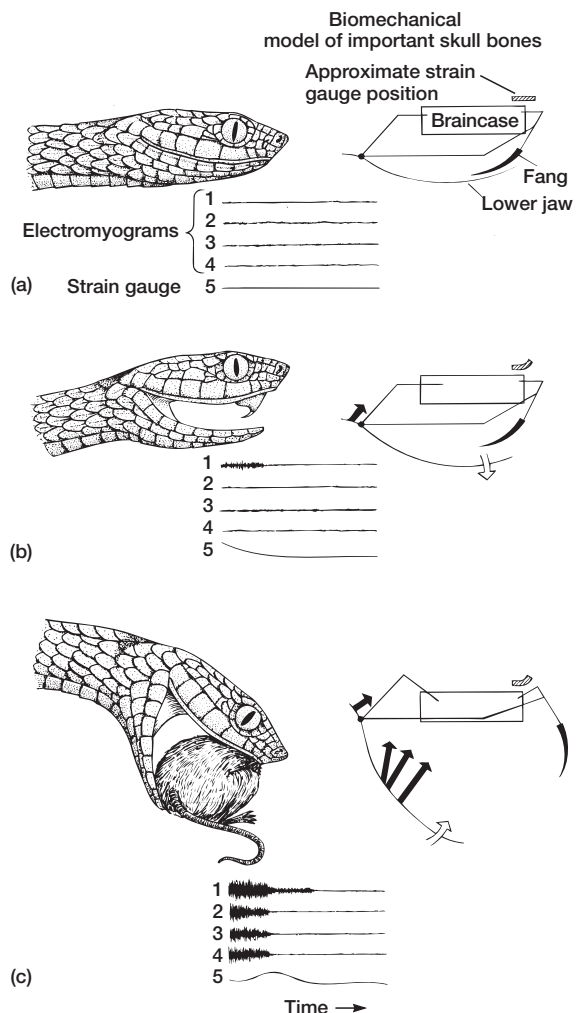 Biomechanical
model of important skull bones
Approximate strain
gauge position
Braincase
Fang
Lower jaw
Electromyograms
1
2
3
4
(a)
Strain gauge
5
1
2
3
4
5
(b)
1
2
3
4
5
(c)
Time